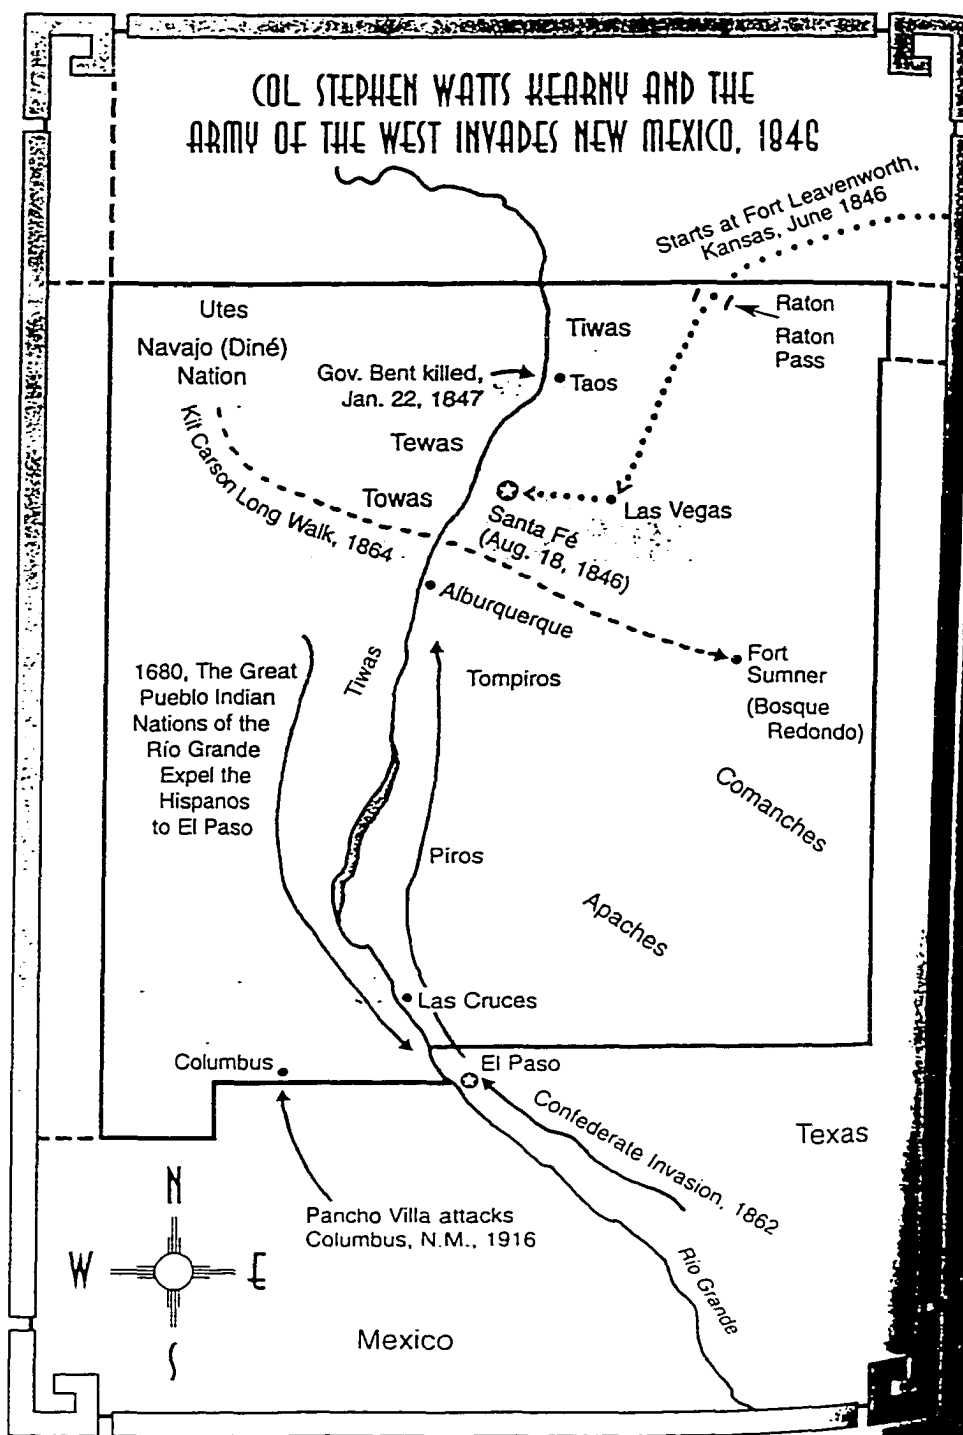 COL STEPHEN WATTS KEARNY AND THE
ARMY OF THE WEST INVADES NEW MEXICO, 1846
Starts at Fort Leavenworth,
Kansas, June 1846
Utes
Navajo (Diné)
Nation
Tiwas
Raton
Raton
Pass
Gov. Bent killed,
Jan. 22, 1847
Taos
Tewas
Kit Carson Long Walk, 1864
Towas
Las Vegas
Santa Fé
(Aug. 18, 1846)
Alburquerque
Fort
Sumner
(Bosque
Redondo)
1680, The Great
Pueblo Indian
Nations of the
Río Grande
Expel the
Hispanos
to El Paso
Tiwas
Tompiros
Comanches
Piros
Apaches
Las Cruces
Columbus
El Paso
Confederate Invasion, 1862
Texas
Pancho Villa attacks
Columbus, N.M., 1916
Río Grande
N
W
E
S
Mexico